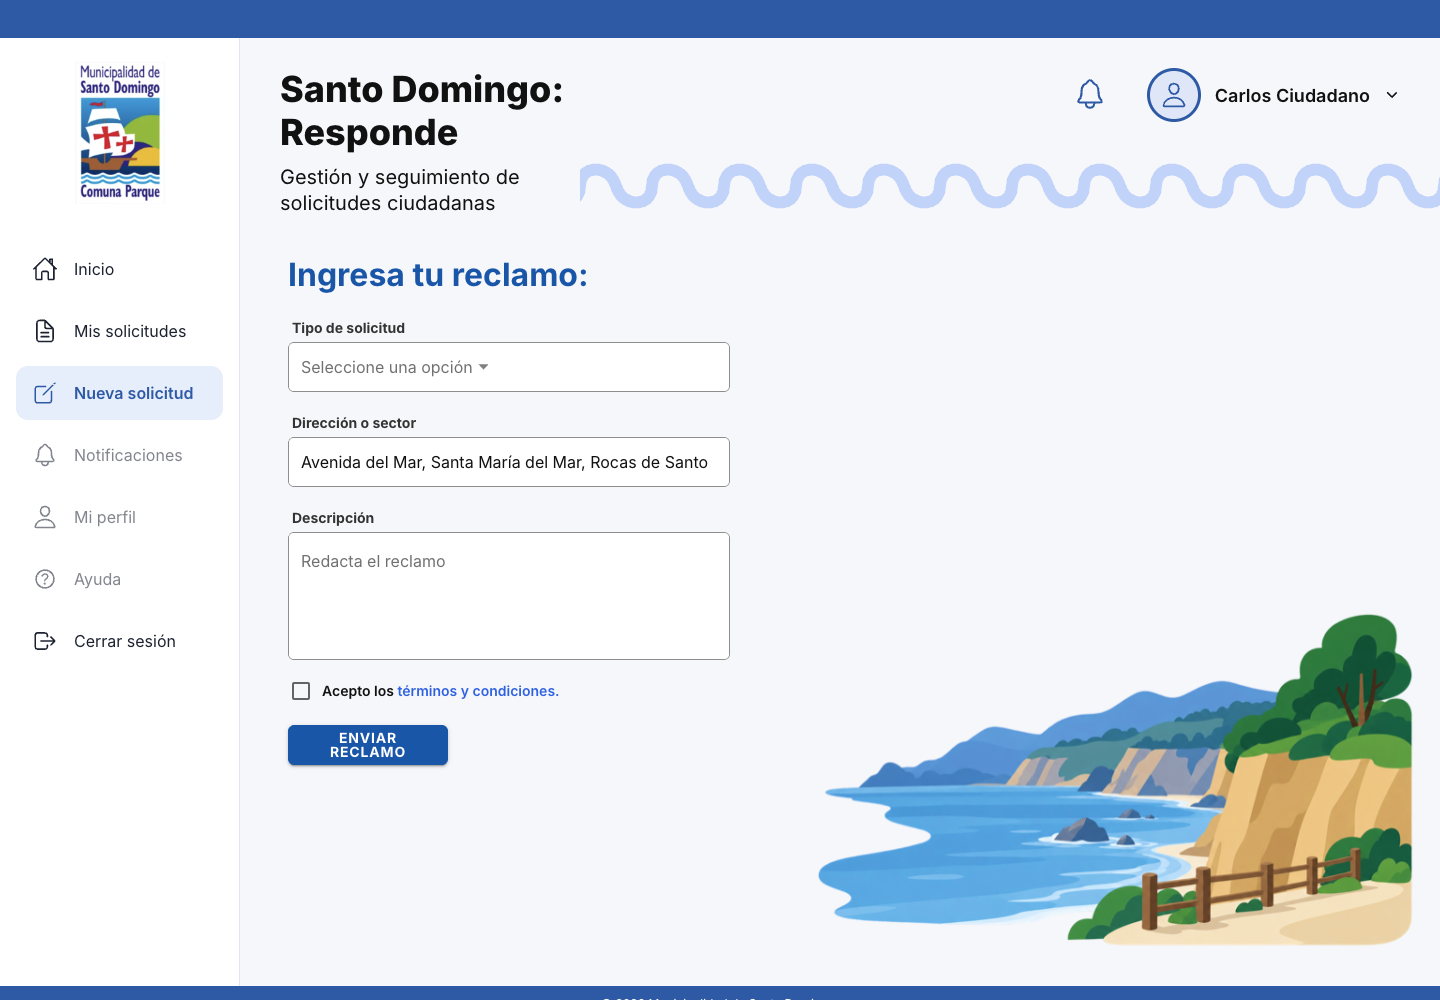 Municipalidad de
Santo Domingo
Comuna Parque
Inicio
Mis solicitudes
Nueva solicitud
Notificaciones
Mi perfil
Ayuda
Cerrar sesión
Santo Domingo:
Responde
Gestión y seguimiento de
solicitudes ciudadanas
Carlos Ciudadano
Ingresa tu reclamo:
Tipo de solicitud
Seleccione una opción
Dirección o sector
Avenida del Mar, Santa María del Mar, Rocas de Santo
Descripción
Redacta el reclamo
Acepto los términos y condiciones.
ENVIAR
RECLAMO